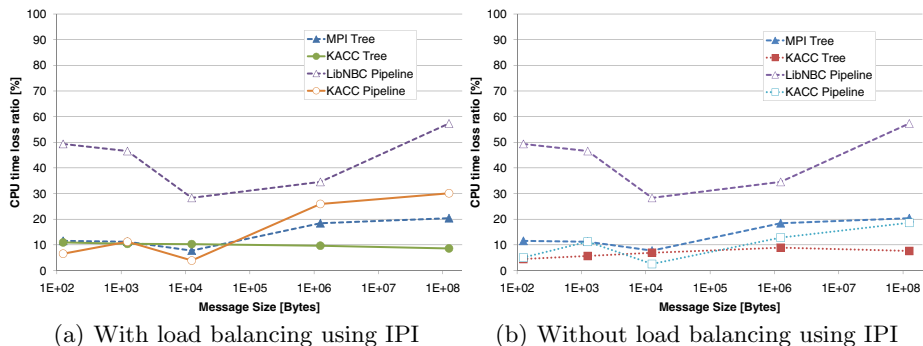 CPU time loss ratio [%]
100
90
80
70
60
50
40
30
20
10
0
MPI Tree
KACC Tree
LibNBC Pipeline
KACC Pipeline
1E+02 1E+03 1E+04 1E+05 1E+06 1E+07 1E+08
Message Size [Bytes]
(a) With load balancing using IPI
CPU time loss ratio [%]
100
90
80
70
60
50
40
30
20
10
0
MPI Tree
KACC Tree
LibNBC Pipeline
KACC Pipeline
1E+02 1E+03 1E+04 1E+05 1E+06 1E+07 1E+08
Message Size [Bytes]
(b) Without load balancing using IPI